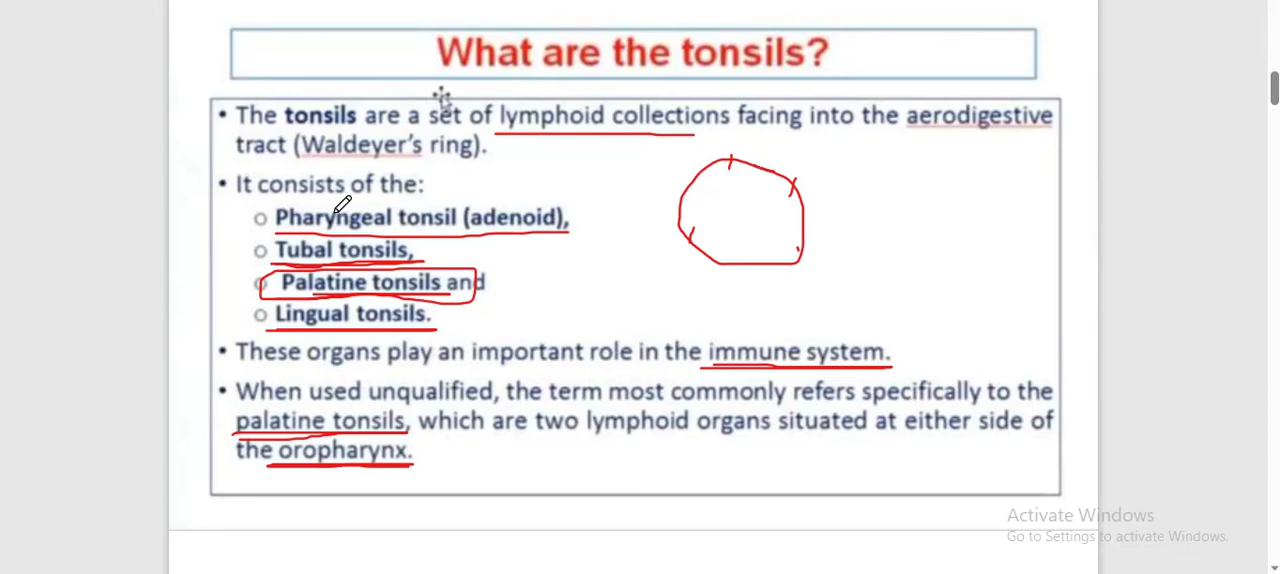 What are the tonsils?
• The tonsils are a set of lymphoid collections facing into the aerodigestive
tract (Waldeyer's ring).
• It consists of the:
o Pharyngeal tonsil (adenoid),
o Tubal tonsils,
o Palatine tonsils and
o Lingual tonsils.
• These organs play an important role in the immune system.
• When used unqualified, the term most commonly refers specifically to the
palatine tonsils, which are two lymphoid organs situated at either side of
the oropharynx.
Activate Windows
Go to Settings to activate Windows.